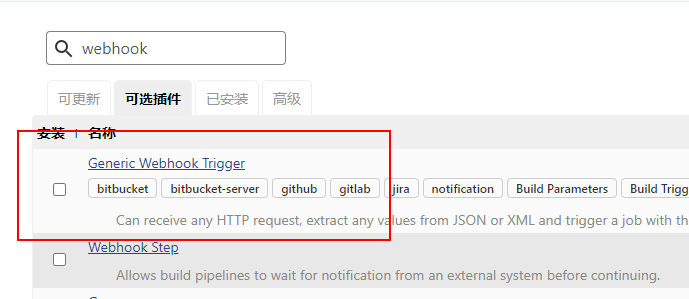 webhook
可更新 可选插件 已安装 高级
安装 ↑ 名称
Generic Webhook Trigger
bitbucket bitbucket-server github gitlab jira notification Build Parameters Build Trigg
Can receive any HTTP request, extract any values from JSON or XML and trigger a job with th
Webhook Step
Allows build pipelines to wait for notification from an external system before continuing.